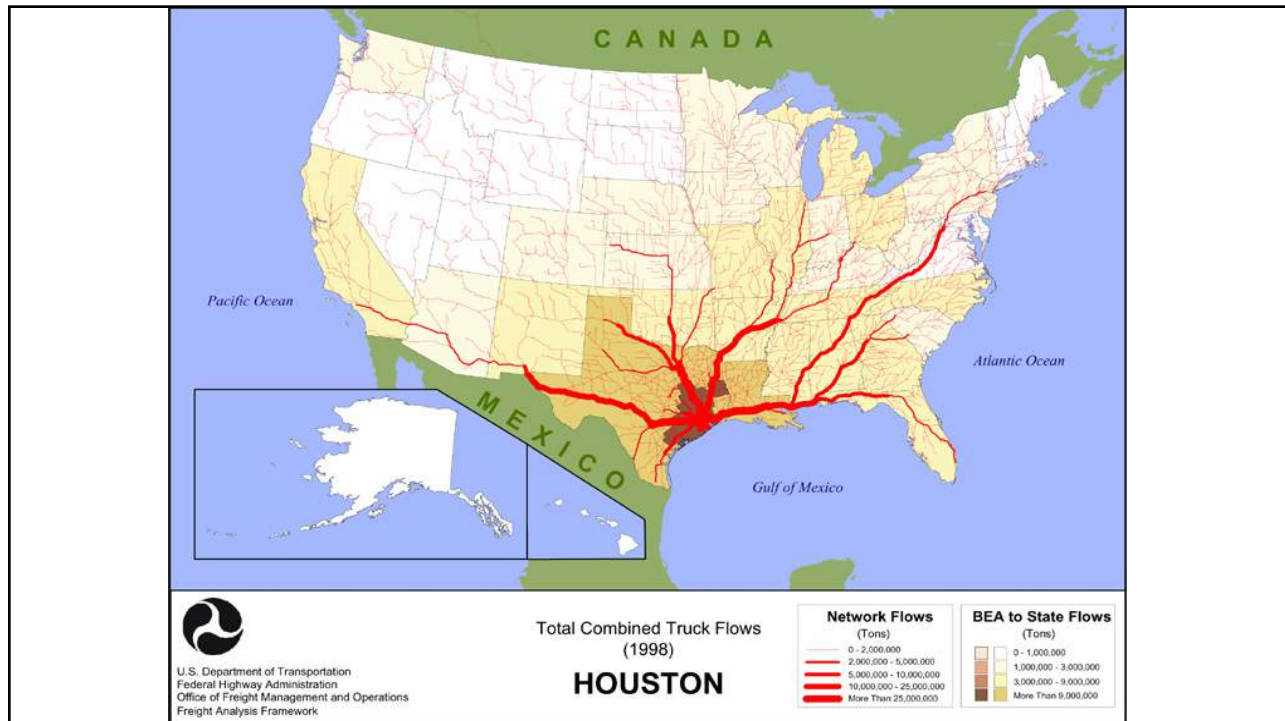 CANADA
Pacific Ocean
Atlantic Ocean
MEXICO
Gulf of Mexico
U.S. Department of Transportation
Federal Highway Administration
Office of Freight Management and Operations
Freight Analysis Framework
Total Combined Truck Flows
(1998)
HOUSTON
Network Flows
(Tons)
0 - 2,000,000
2,000,000 - 5,000,000
5,000,000 - 10,000,000
10,000,000 - 25,000,000
More Than 25,000,000
BEA to State Flows
(Tons)
0 - 1,000,000
1,000,000 - 3,000,000
3,000,000 - 9,000,000
More Than 9,000,000